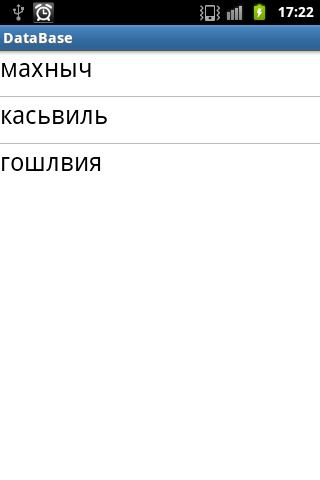 17:22
DataBase
махныч
касьвиль
гошлвия